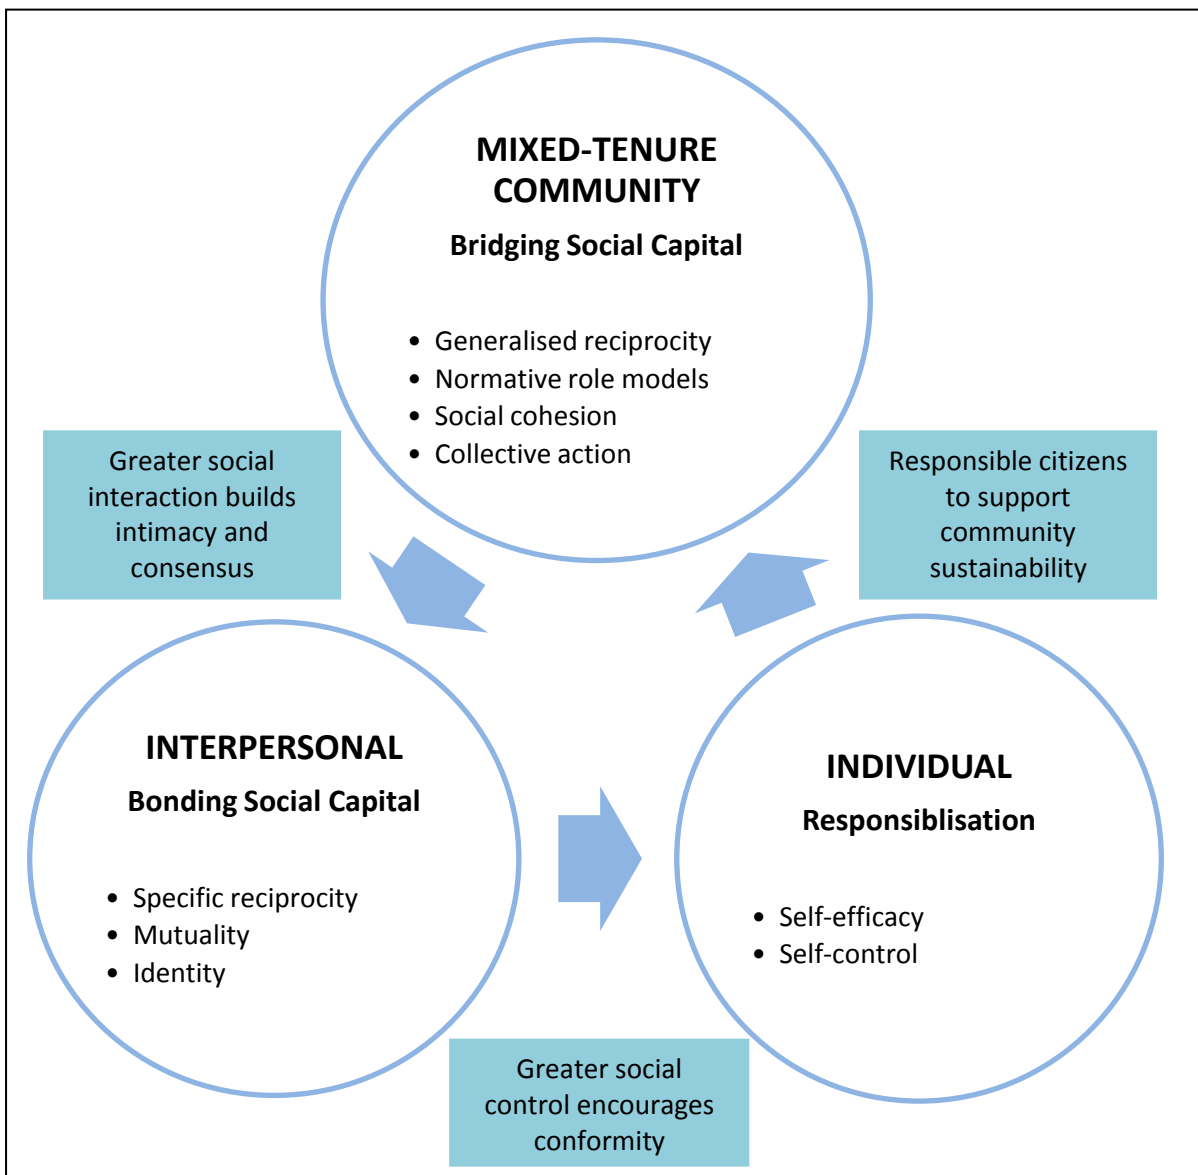 MIXED-TENURE
COMMUNITY
Bridging Social Capital
• Generalised reciprocity
• Normative role models
• Social cohesion
• Collective action
Greater social
interaction builds
intimacy and
consensus
Responsible citizens
to support
community
sustainability
INTERPERSONAL
Bonding Social Capital
• Specific reciprocity
• Mutuality
• Identity
INDIVIDUAL
Responsiblisation
• Self-efficacy
• Self-control
Greater social
control encourages
conformity